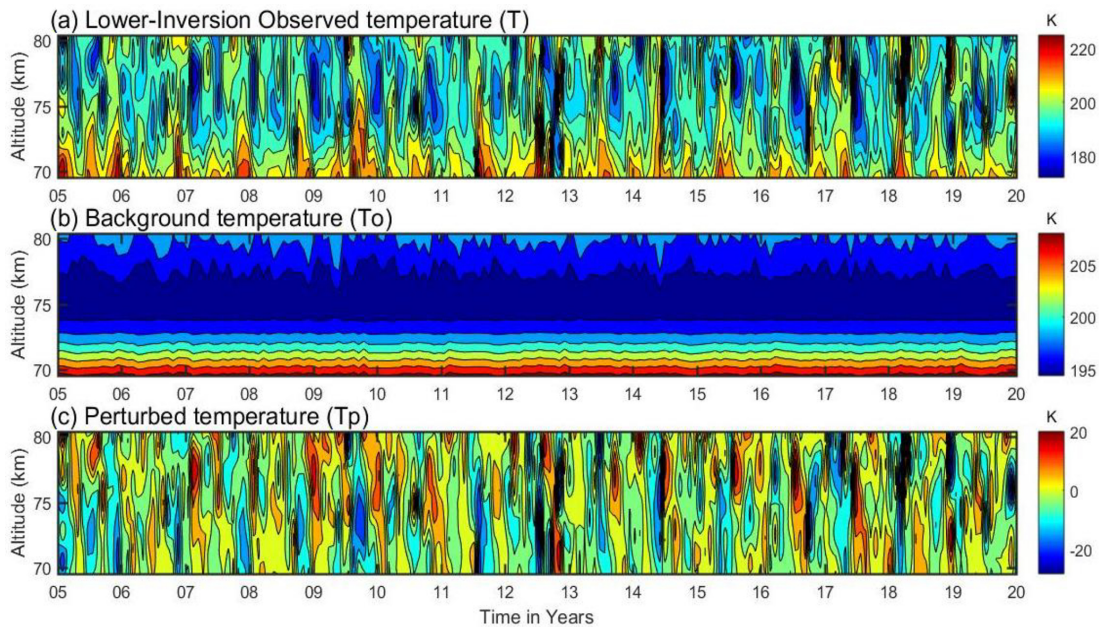 (a) Lower-Inversion Observed temperature (T)
K
80
75
70
Altitude (km)
220
200
180
05 06 07 08 09 10 11 12 13 14 15 16 17 18 19 20
(b) Background temperature (To)
K
80
75
70
Altitude (km)
205
200
195
05 06 07 08 09 10 11 12 13 14 15 16 17 18 19 20
(c) Perturbed temperature (Tp)
K
80
75
70
Altitude (km)
20
0
-20
05 06 07 08 09 10 11 12 13 14 15 16 17 18 19 20
Time in Years